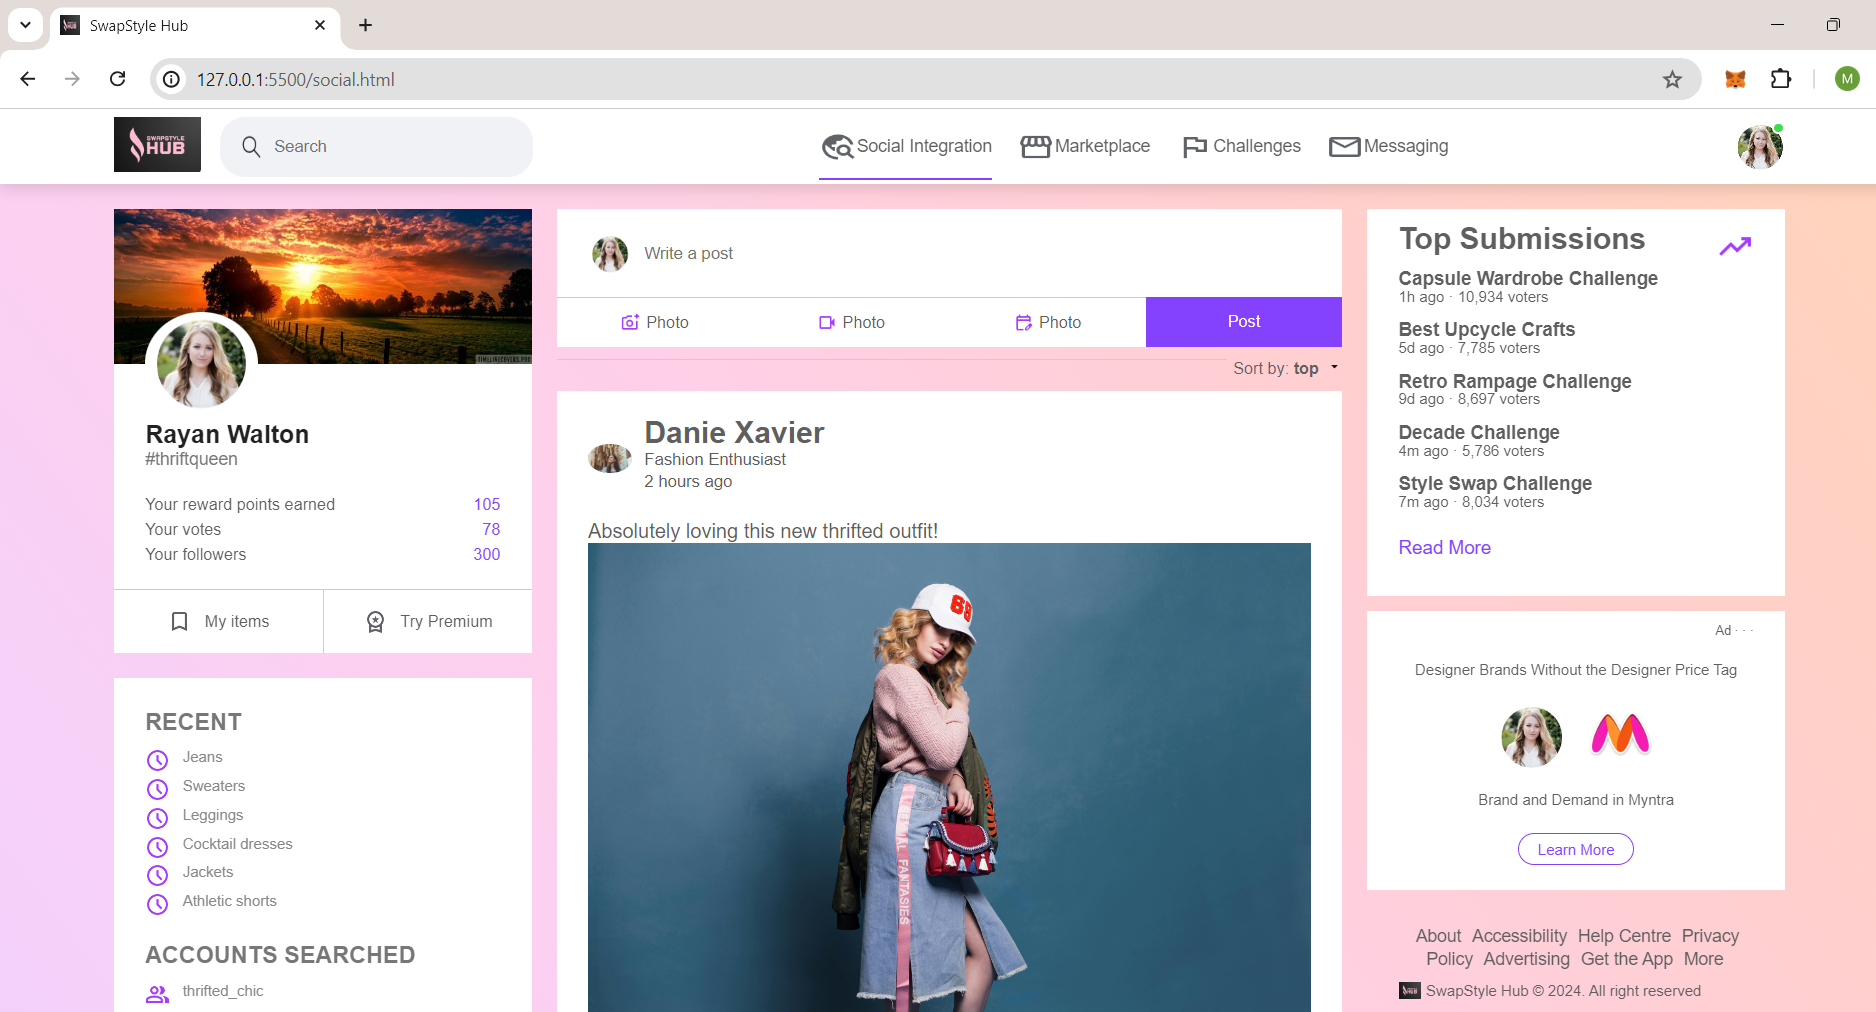 SwapStyle Hub
127.0.0.1:5500/social.html
M
SWAPSTYLE
HUB
Search
Social Integration
Marketplace
Challenges
Messaging
TIMELINECOVERS.PRO
Rayan Walton
#thriftqueen
Your reward points earned 105
Your votes 78
Your followers 300
My items
Try Premium
RECENT
Jeans
Sweaters
Leggings
Cocktail dresses
Jackets
Athletic shorts
ACCOUNTS SEARCHED
thrifted_chic
Write a post
Photo
Photo
Photo
Post
Sort by: top
Danie Xavier
Fashion Enthusiast
2 hours ago
Absolutely loving this new thrifted outfit!
FANTASIES
Top Submissions
Capsule Wardrobe Challenge
1h ago · 10,934 voters
Best Upcycle Crafts
5d ago · 7,785 voters
Retro Rampage Challenge
9d ago · 8,697 voters
Decade Challenge
4m ago · 5,786 voters
Style Swap Challenge
7m ago · 8,034 voters
Read More
Ad · · ·
Designer Brands Without the Designer Price Tag
Brand and Demand in Myntra
Learn More
About Accessibility Help Centre Privacy
Policy Advertising Get the App More
SwapStyle Hub © 2024. All right reserved